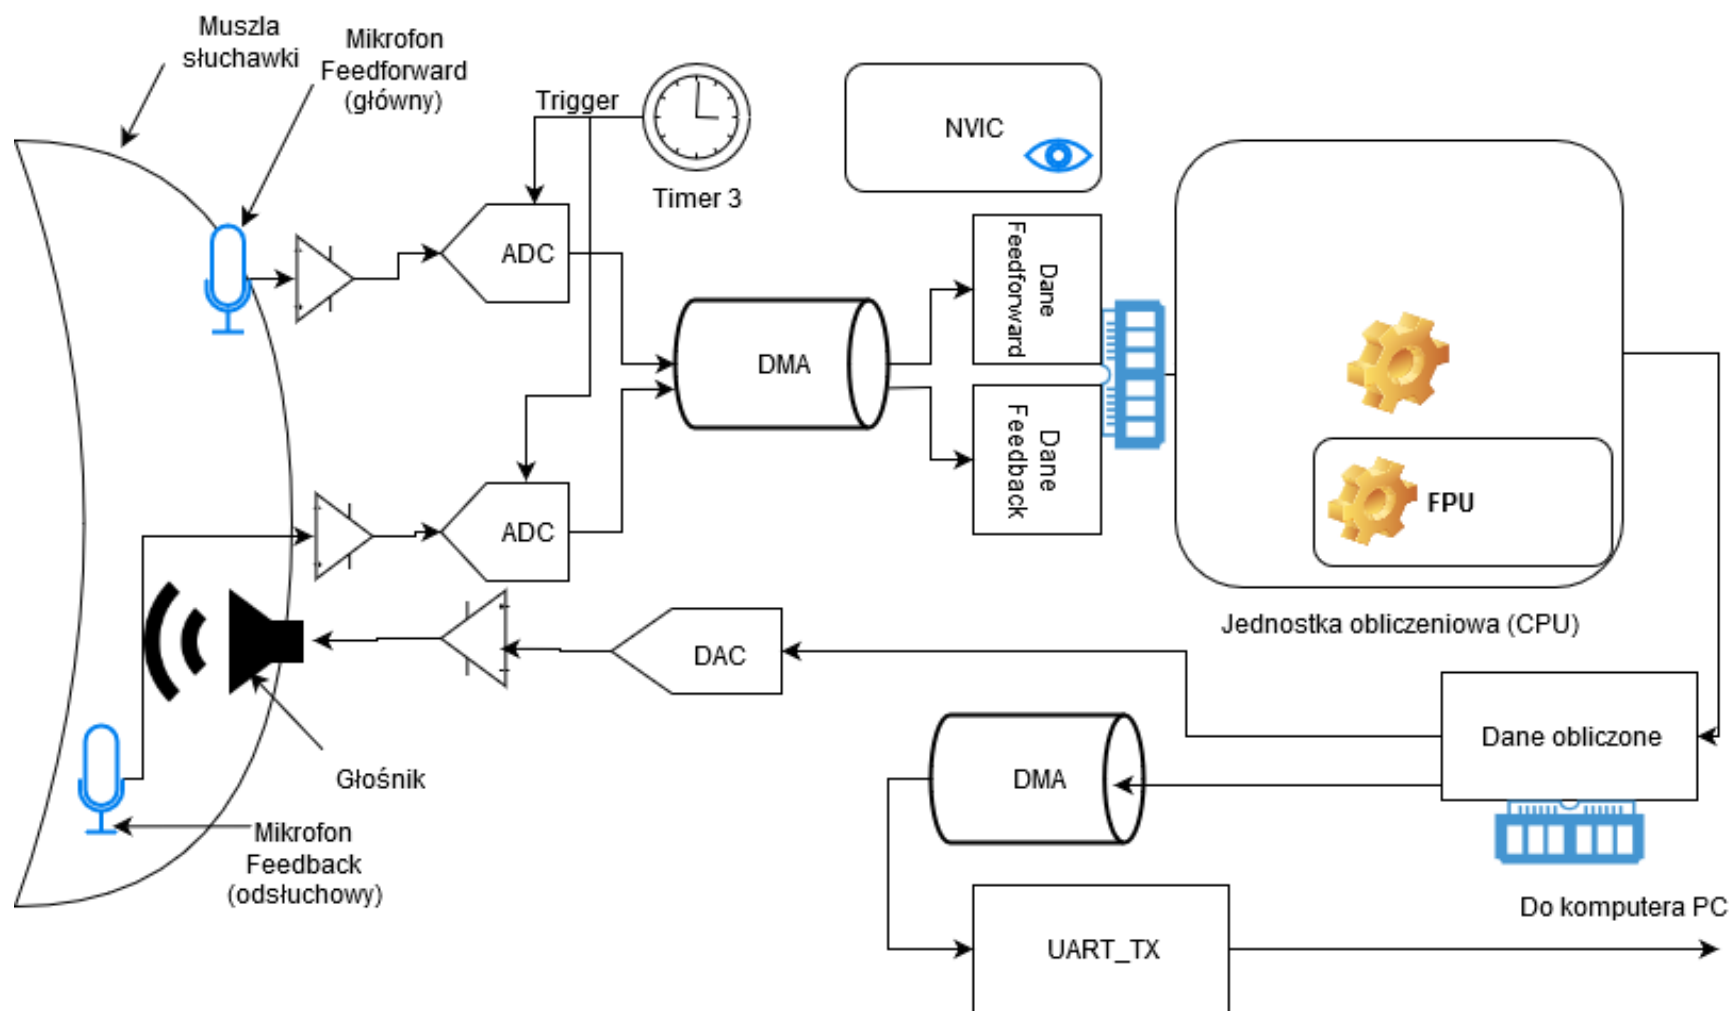 Muszla
słuchawki
Mikrofon
Feedforward
(główny)
Trigger
Timer 3
NVIC
ADC
Dane
Feedforward
DMA
Dane
Feedback
ADC
FPU
Jednostka obliczeniowa (CPU)
DAC
Dane obliczone
Głośnik
DMA
Mikrofon
Feedback
(odsłuchowy)
Do komputera PC
UART_TX